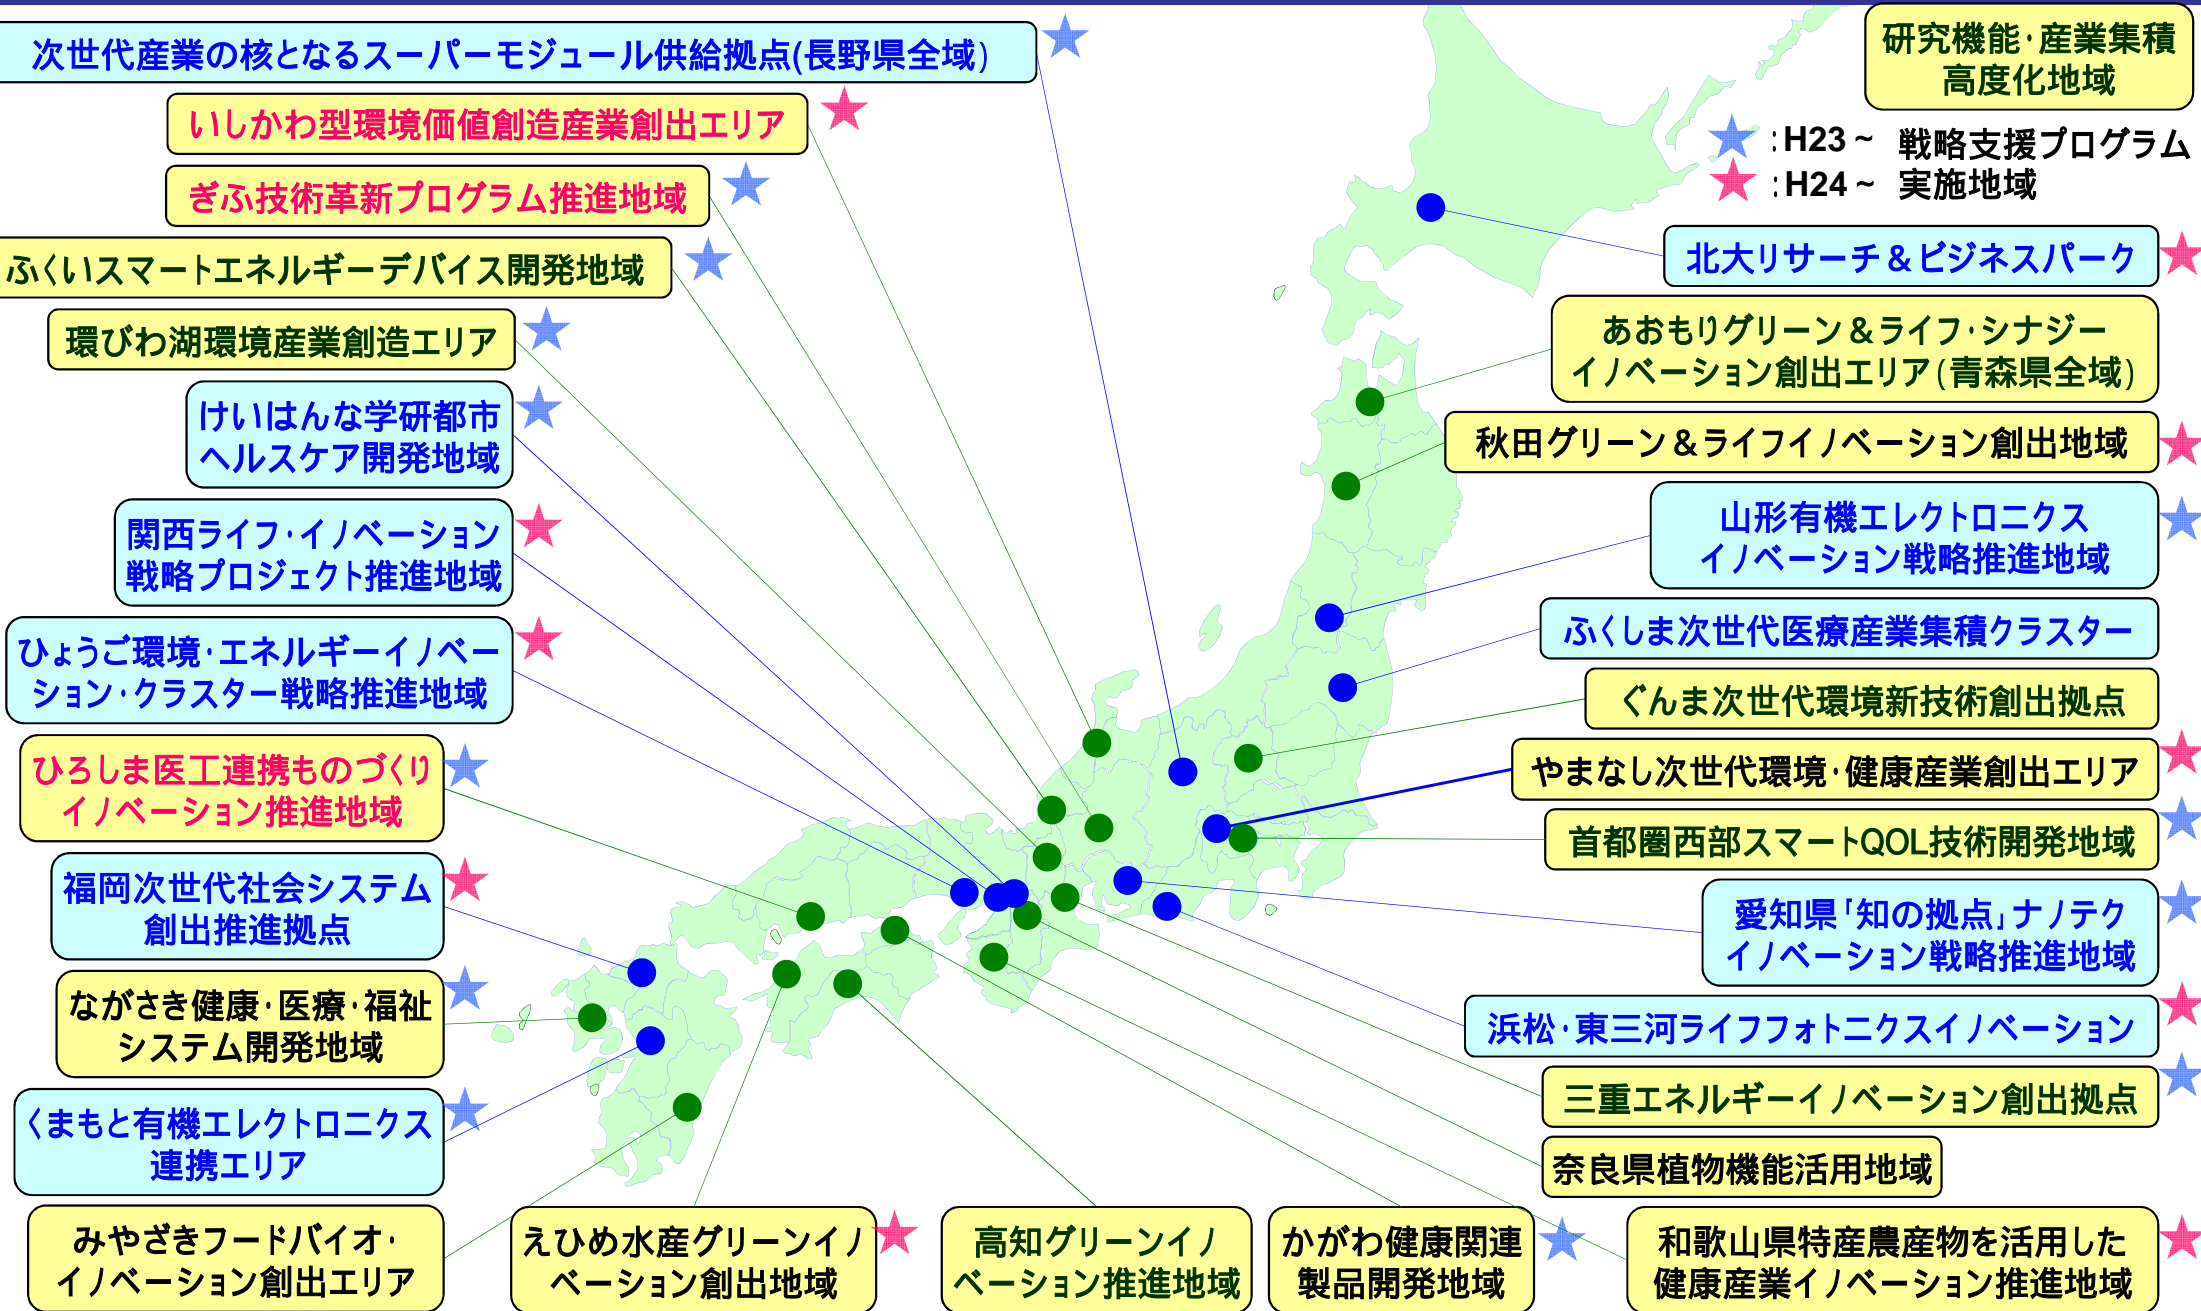 次世代産業の核となるスーパーモジュール供給拠点(長野県全域)
いしかわ型環境価値創造産業創出エリア
ぎふ技術革新プログラム推進地域
ふくいスマートエネルギーデバイス開発地域
環びわ湖環境産業創造エリア
けいはんな学研都市
ヘルスケア開発地域
関西ライフ・イノベーション
戦略プロジェクト推進地域
ひょうご環境・エネルギーイノベー
ション・クラスター戦略推進地域
ひろしま医工連携ものづくり
イノベーション推進地域
福岡次世代社会システム
創出推進拠点
ながさき健康・医療・福祉
システム開発地域
くまもと有機エレクトロニクス
連携エリア
みやざきフードバイオ・
イノベーション創出エリア
えひめ水産グリーンイノ
ベーション創出地域
高知グリーンイノ
ベーション推進地域
かがわ健康関連
製品開発地域
研究機能・産業集積
高度化地域
:H23~ 戦略支援プログラム
:H24~ 実施地域
北大リサーチ&ビジネスパーク
あおもりグリーン&ライフ・シナジー
イノベーション創出エリア(青森県全域)
秋田グリーン&ライフイノベーション創出地域
山形有機エレクトロニクス
イノベーション戦略推進地域
ふくしま次世代医療産業集積クラスター
ぐんま次世代環境新技術創出拠点
やまなし次世代環境・健康産業創出エリア
首都圏西部スマートQOL技術開発地域
愛知県「知の拠点」ナノテク
イノベーション戦略推進地域
浜松・東三河ライフフォトニクスイノベーション
三重エネルギーイノベーション創出拠点
奈良県植物機能活用地域
和歌山県特産農産物を活用した
健康産業イノベーション推進地域